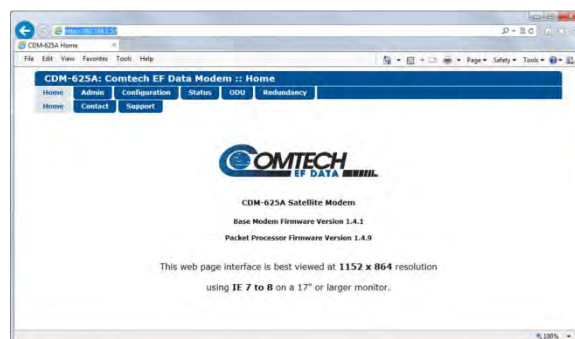 CDM-625A Home
File Edit View Favorites Tools Help
Page Safety Tools
CDM-625A: Comtech EF Data Modem :: Home
Home Admin Configuration Status ODU Redundancy
Home Contact Support
COMTECH
EF DATA
CDM-625A Satellite Modem
Base Modem Firmware Version 1.4.1
Packet Processor Firmware Version 1.4.9
This web page interface is best viewed at 1152 x 864 resolution
using IE 7 to 8 on a 17" or larger monitor.
100%